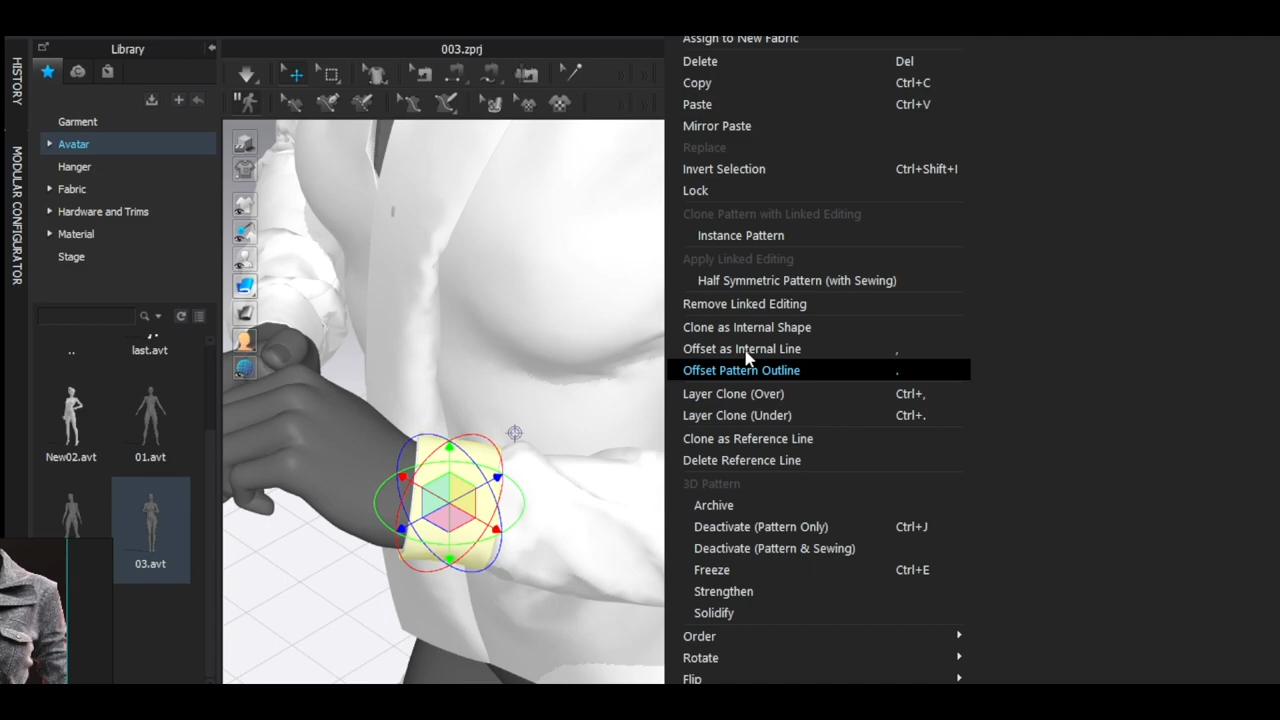 HISTORY
MODULAR CONFIGURATOR
Library
003.zprj
Garment
Avatar
Hanger
Fabric
Hardware and Trims
Material
Stage
..
last.avt
New02.avt
01.avt
03.avt
Assign to New Fabric
Delete Del
Copy Ctrl+C
Paste Ctrl+V
Mirror Paste
Replace
Invert Selection Ctrl+Shift+I
Lock
Clone Pattern with Linked Editing
Instance Pattern
Apply Linked Editing
Half Symmetric Pattern (with Sewing)
Remove Linked Editing
Clone as Internal Shape
Offset as Internal Line ,
Offset Pattern Outline .
Layer Clone (Over) Ctrl+,
Layer Clone (Under) Ctrl+.
Clone as Reference Line
Delete Reference Line
3D Pattern
Archive
Deactivate (Pattern Only) Ctrl+J
Deactivate (Pattern & Sewing)
Freeze Ctrl+E
Strengthen
Solidify
Order
Rotate
Flip